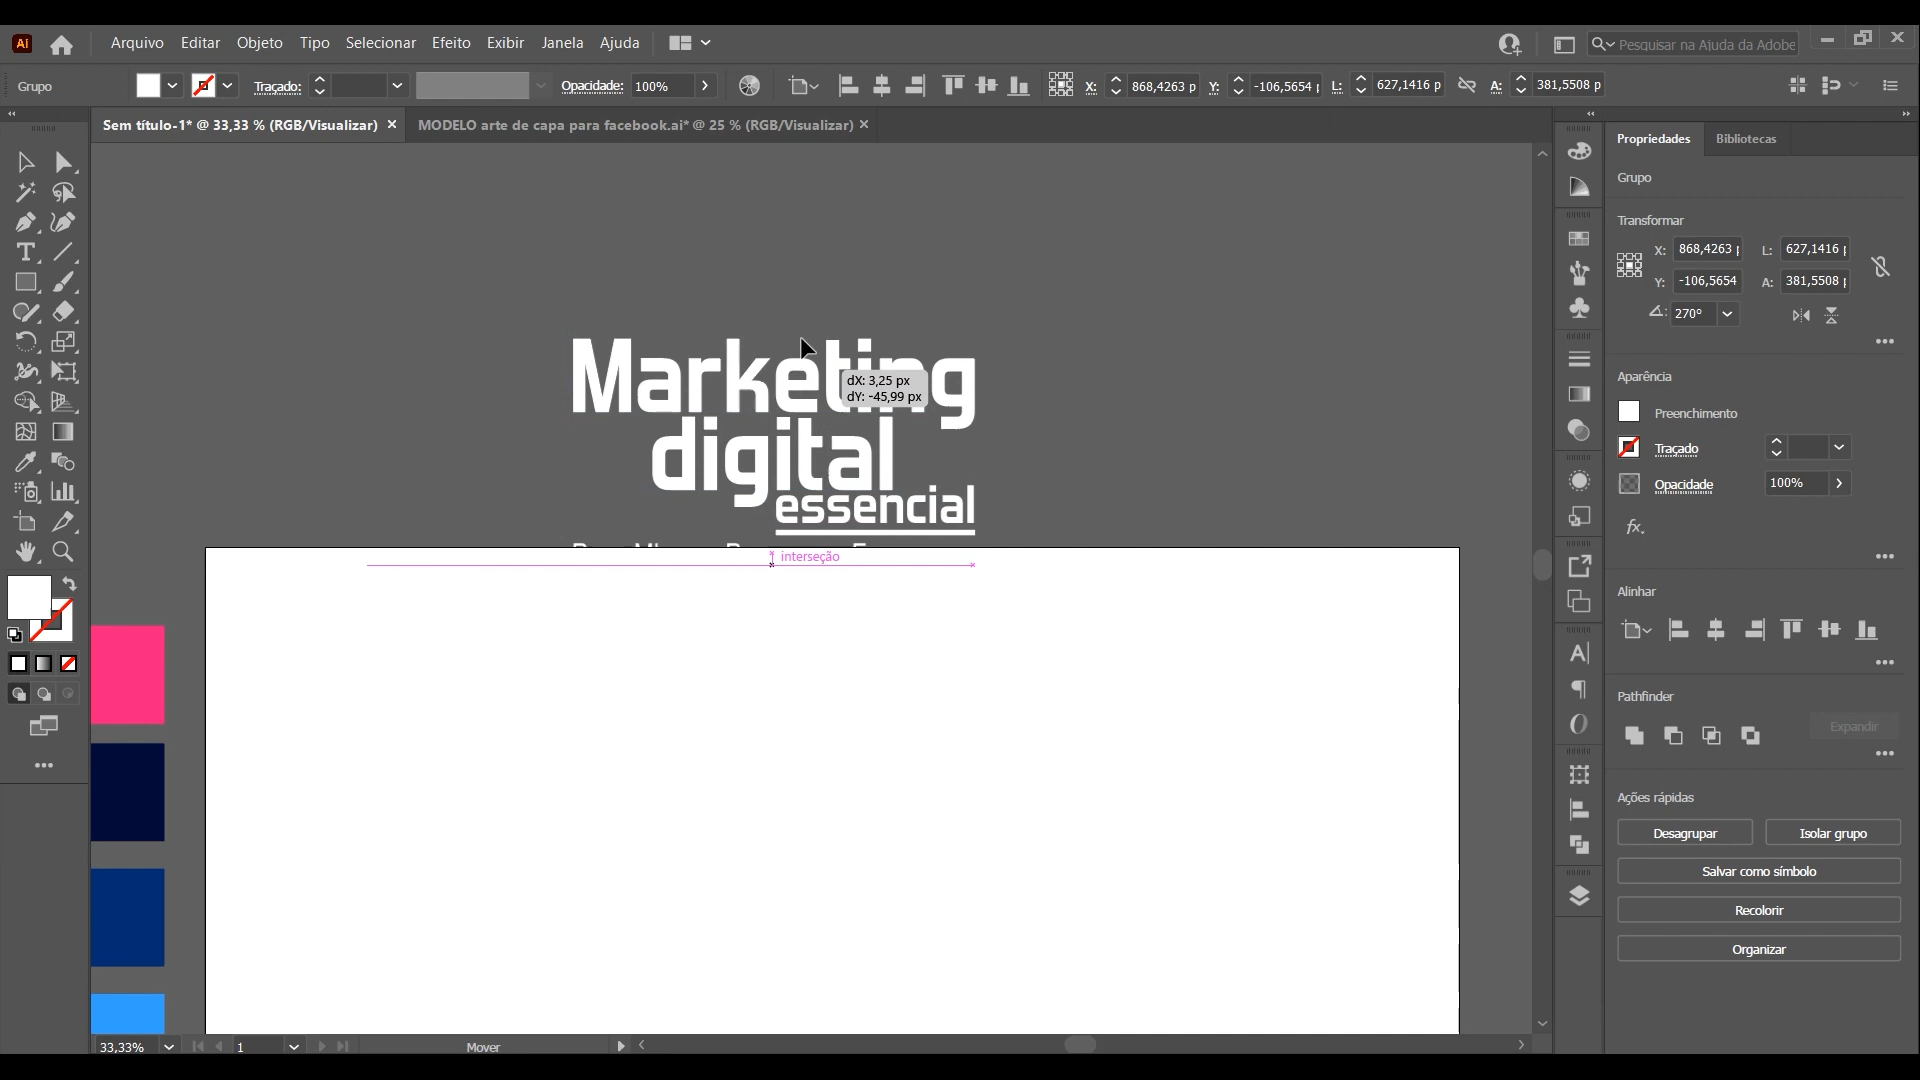 Ai
Arquivo Editar Objeto Tipo Selecionar Efeito Exibir Janela Ajuda
Pesquisar na Ajuda da Adobe
Grupo
Traçado:
Opacidade: 100%
X: 868,4263 p
Y: -106,5654
L: 627,1416 p
A: 381,5508 p
Sem título-1* @ 33,33 % (RGB/Visualizar)
MODELO arte de capa para facebook.ai* @ 25 % (RGB/Visualizar)
Propriedades Bibliotecas
Grupo
Transformar
X: 868,4263 L: 627,1416
Y: -106,5654 A: 381,5508
270°
Aparência
Preenchimento
Traçado
Opacidade 100%
fx.
Alinhar
Pathfinder
Expandir
Ações rápidas
Desagrupar Isolar grupo
Salvar como símbolo
Recolorir
Organizar
Marketing
digital
essencial
dX: 3,25 px
dY: -45,99 px
interseção
33,33% 1 Mover